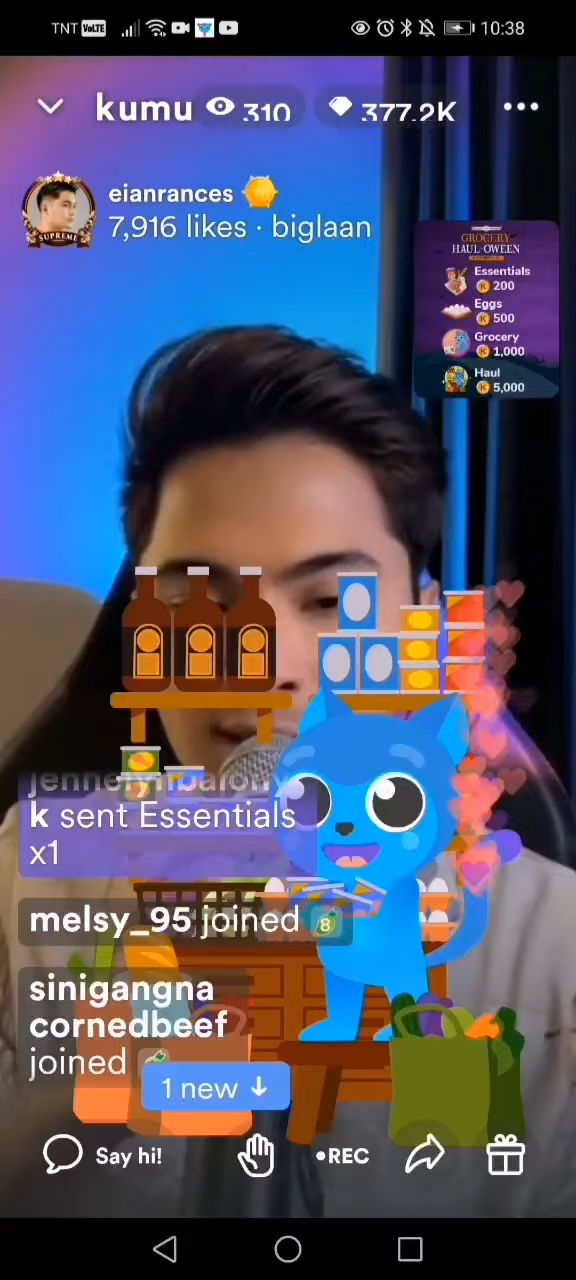 TNT VoLTE 10:38
kumu 310 377.2K
eianrances
7,916 likes · biglaan
SUPREME
GROCERY
HAUL·OWEEN
Essentials
200
Eggs
500
Grocery
1,000
Haul
5,000
k sent Essentials
x1
melsy_95 joined 8
sinigangna
cornedbeef
joined
1 new
Say hi!
REC